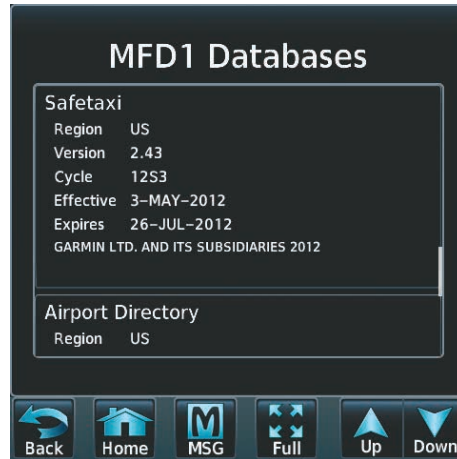 MFD1 Databases
Safetaxi
Region US
Version 2.43
Cycle 12S3
Effective 3-MAY-2012
Expires 26-JUL-2012
GARMIN LTD. AND ITS SUBSIDIARIES 2012
Airport Directory
Region US
Back Home MSG Full Up Down